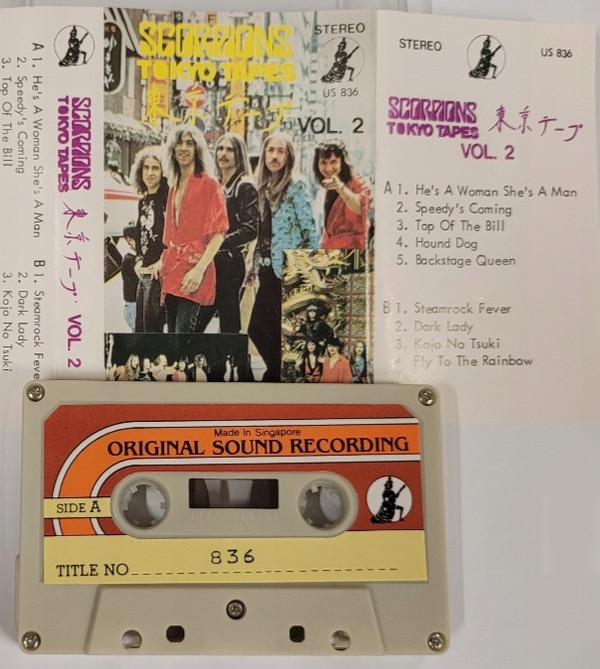 A 1. He's A Woman She's A Man
2. Speedy's Coming
3. Top Of The Bill
B 1. Steamrock Fever
2. Dark Lady
3. Kojo No Tsuki
SCORPIONS
TOKYO TAPES
東京テープ VOL. 2
SCORPIONS
TOKYO TAPES
東京テープ
STEREO
US 836
VOL. 2
STEREO
US 836
SCORPIONS
TOKYO TAPES
東京テープ
VOL. 2
A 1. He's A Woman She's A Man
2. Speedy's Coming
3. Top Of The Bill
4. Hound Dog
5. Backstage Queen
B 1. Steamrock Fever
2. Dark Lady
3. Kojo No Tsuki
4. Fly To The Rainbow
Made In Singapore
ORIGINAL SOUND RECORDING
SIDE A
836
TITLE NO